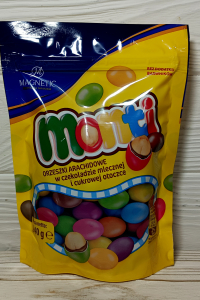 MAGNETIC
monti
ORZESZKI ARACHIDOWE
w czekoladzie mlecznej
i cukrowej otoczce